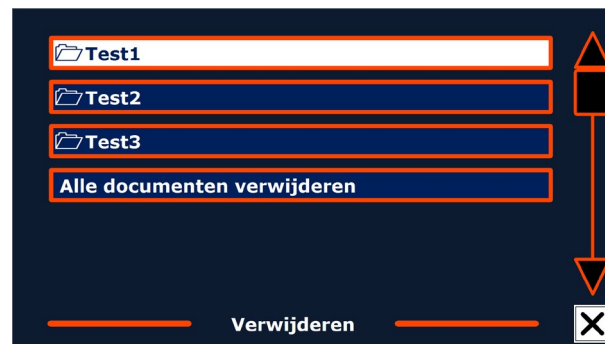 Test1
Test2
Test3
Alle documenten verwijderen
Verwijderen